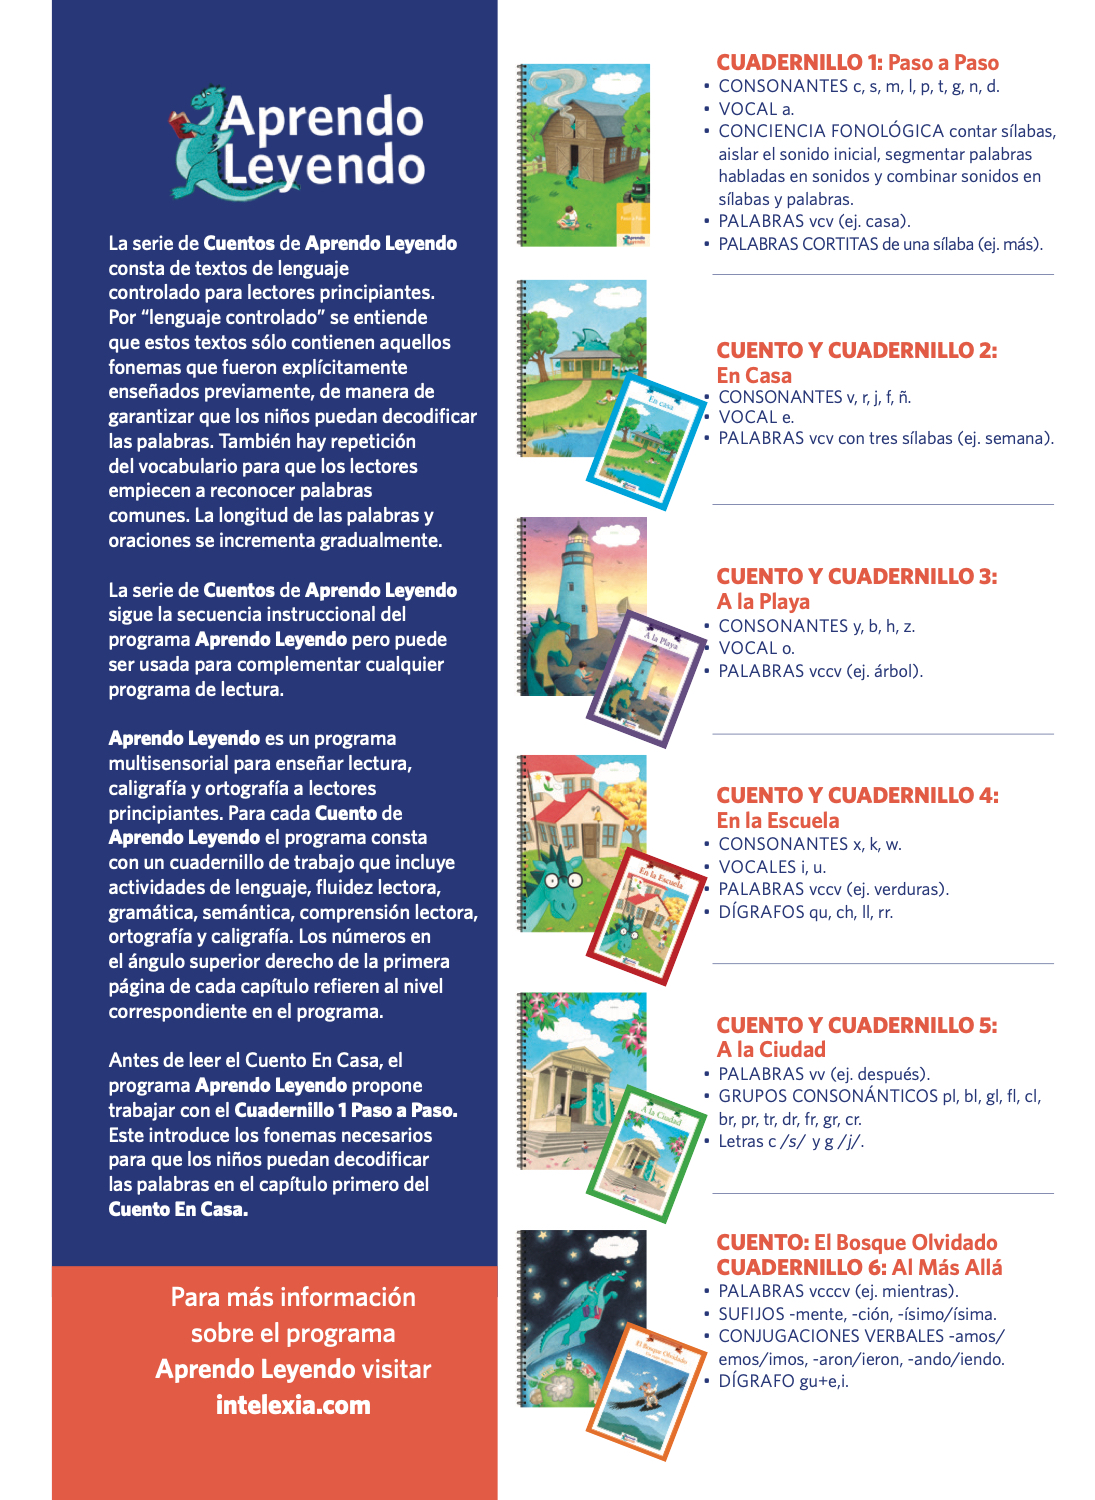 Aprendo
Leyendo
La serie de Cuentos de Aprendo Leyendo
consta de textos de lenguaje
controlado para lectores principiantes.
Por “lenguaje controlado” se entiende
que estos textos sólo contienen aquellos
fonemas que fueron explícitamente
enseñados previamente, de manera de
garantizar que los niños puedan decodificar
las palabras. También hay repetición
del vocabulario para que los lectores
empiecen a reconocer palabras
comunes. La longitud de las palabras y
oraciones se incrementa gradualmente.
La serie de Cuentos de Aprendo Leyendo
sigue la secuencia instruccional del
programa Aprendo Leyendo pero puede
ser usada para complementar cualquier
programa de lectura.
Aprendo Leyendo es un programa
multisensorial para enseñar lectura,
caligrafía y ortografía a lectores
principiantes. Para cada Cuento de
Aprendo Leyendo el programa consta
con un cuadernillo de trabajo que incluye
actividades de lenguaje, fluidez lectora,
gramática, semántica, comprensión lectora,
ortografía y caligrafía. Los números en
el ángulo superior derecho de la primera
página de cada capítulo refieren al nivel
correspondiente en el programa.
Antes de leer el Cuento En Casa, el
programa Aprendo Leyendo propone
trabajar con el Cuadernillo 1 Paso a Paso.
Este introduce los fonemas necesarios
para que los niños puedan decodificar
las palabras en el capítulo primero del
Cuento En Casa.
Para más información
sobre el programa
Aprendo Leyendo visitar
intelexia.com
1
Paso a Paso
Aprendo
Leyendo
CUADERNILLO 1: Paso a Paso
• CONSONANTES c, s, m, l, p, t, g, n, d.
• VOCAL a.
• CONCIENCIA FONOLÓGICA contar sílabas,
aislar el sonido inicial, segmentar palabras
habladas en sonidos y combinar sonidos en
sílabas y palabras.
• PALABRAS vcv (ej. casa).
• PALABRAS CORTITAS de una sílaba (ej. más).
En casa
CUENTO Y CUADERNILLO 2:
En Casa
• CONSONANTES v, r, j, f, ñ.
• VOCAL e.
• PALABRAS vcv con tres sílabas (ej. semana).
A la Playa
CUENTO Y CUADERNILLO 3:
A la Playa
• CONSONANTES y, b, h, z.
• VOCAL o.
• PALABRAS vccv (ej. árbol).
En la Escuela
CUENTO Y CUADERNILLO 4:
En la Escuela
• CONSONANTES x, k, w.
• VOCALES i, u.
• PALABRAS vccv (ej. verduras).
• DÍGRAFOS qu, ch, ll, rr.
A la Ciudad
CUENTO Y CUADERNILLO 5:
A la Ciudad
• PALABRAS vv (ej. después).
• GRUPOS CONSONÁNTICOS pl, bl, gl, fl, cl,
br, pr, tr, dr, fr, gr, cr.
• Letras c /s/ y g /j/.
El Bosque Olvidado
CUENTO: El Bosque Olvidado
CUADERNILLO 6: Al Más Allá
• PALABRAS vcccv (ej. mientras).
• SUFIJOS -mente, -ción, -ísimo/ísima.
• CONJUGACIONES VERBALES -amos/
emos/imos, -aron/ieron, -ando/iendo.
• DÍGRAFO gu+e,i.